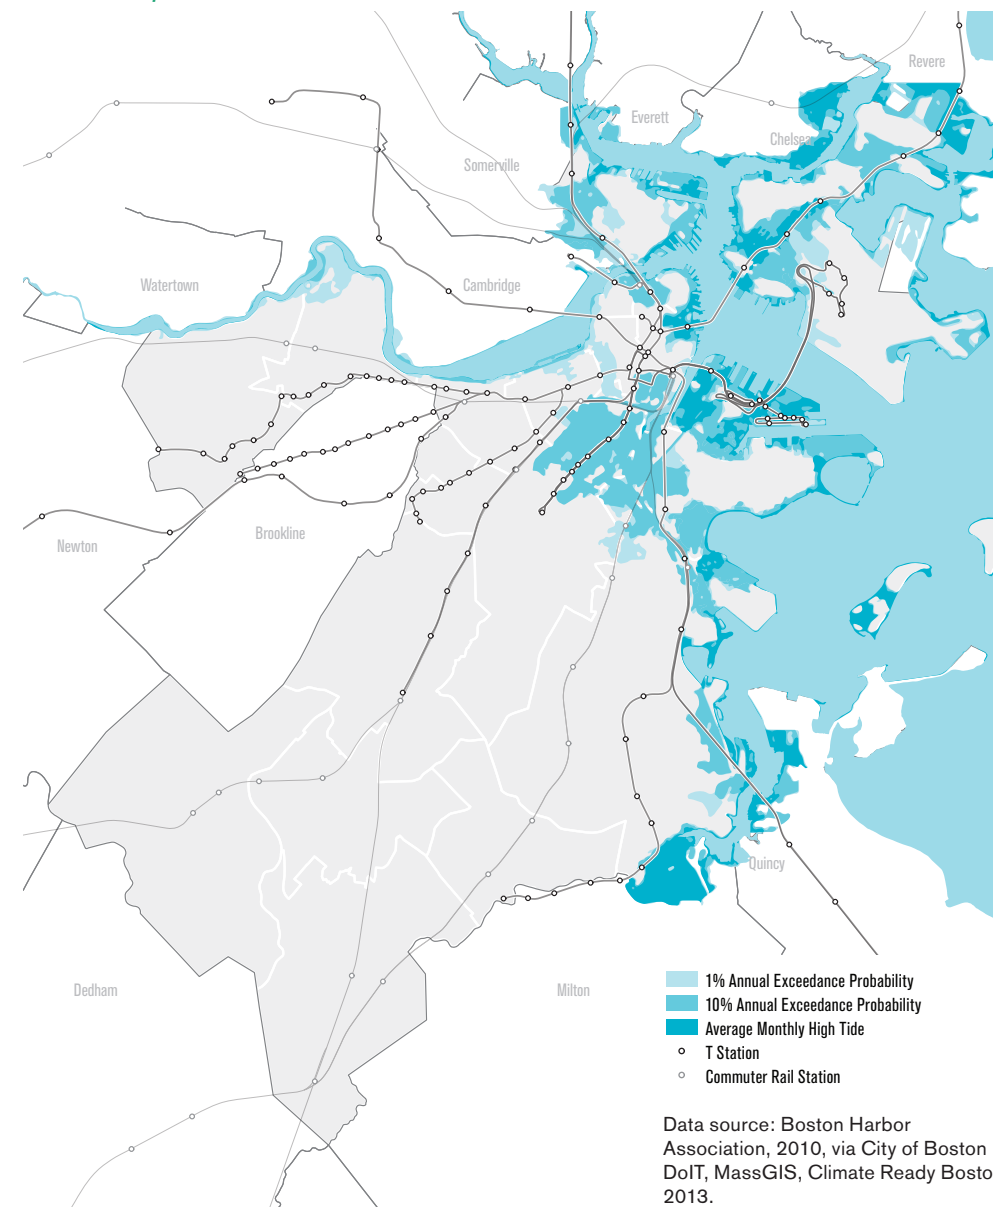 Revere
Everett
Chelsea
Somerville
Watertown
Cambridge
Newton
Brookline
Quincy
Dedham
Milton
1% Annual Exceedance Probability
10% Annual Exceedance Probability
Average Monthly High Tide
T Station
Commuter Rail Station
Data source: Boston Harbor
Association, 2010, via City of Boston
DoIT, MassGIS, Climate Ready Bosto
2013.